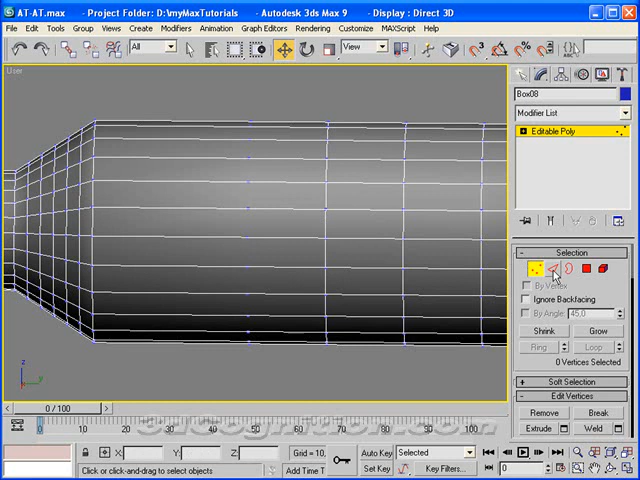 AT-AT.max - Project Folder: D:\myMaxTutorials - Autodesk 3ds Max 9 - Display : Direct 3D
File Edit Tools Group Views Create Modifiers Animation Graph Editors Rendering Customize MAXScript Help
All View
User
Box08
Modifier List
Editable Poly
Selection
By Vertex
Ignore Backfacing
By Angle: 45,0
Shrink Grow
Ring Loop
0 Vertices Selected
Soft Selection
Edit Vertices
Remove Break
Extrude Weld
z
y
x
0 / 100
0 10 20 30 40 50 60 70 80 90 100
3dcognition.com
X: Y: Z: Grid = 10, Auto Key Selected
Click or click-and-drag to select objects Add Time T Set Key Key Filters... 0